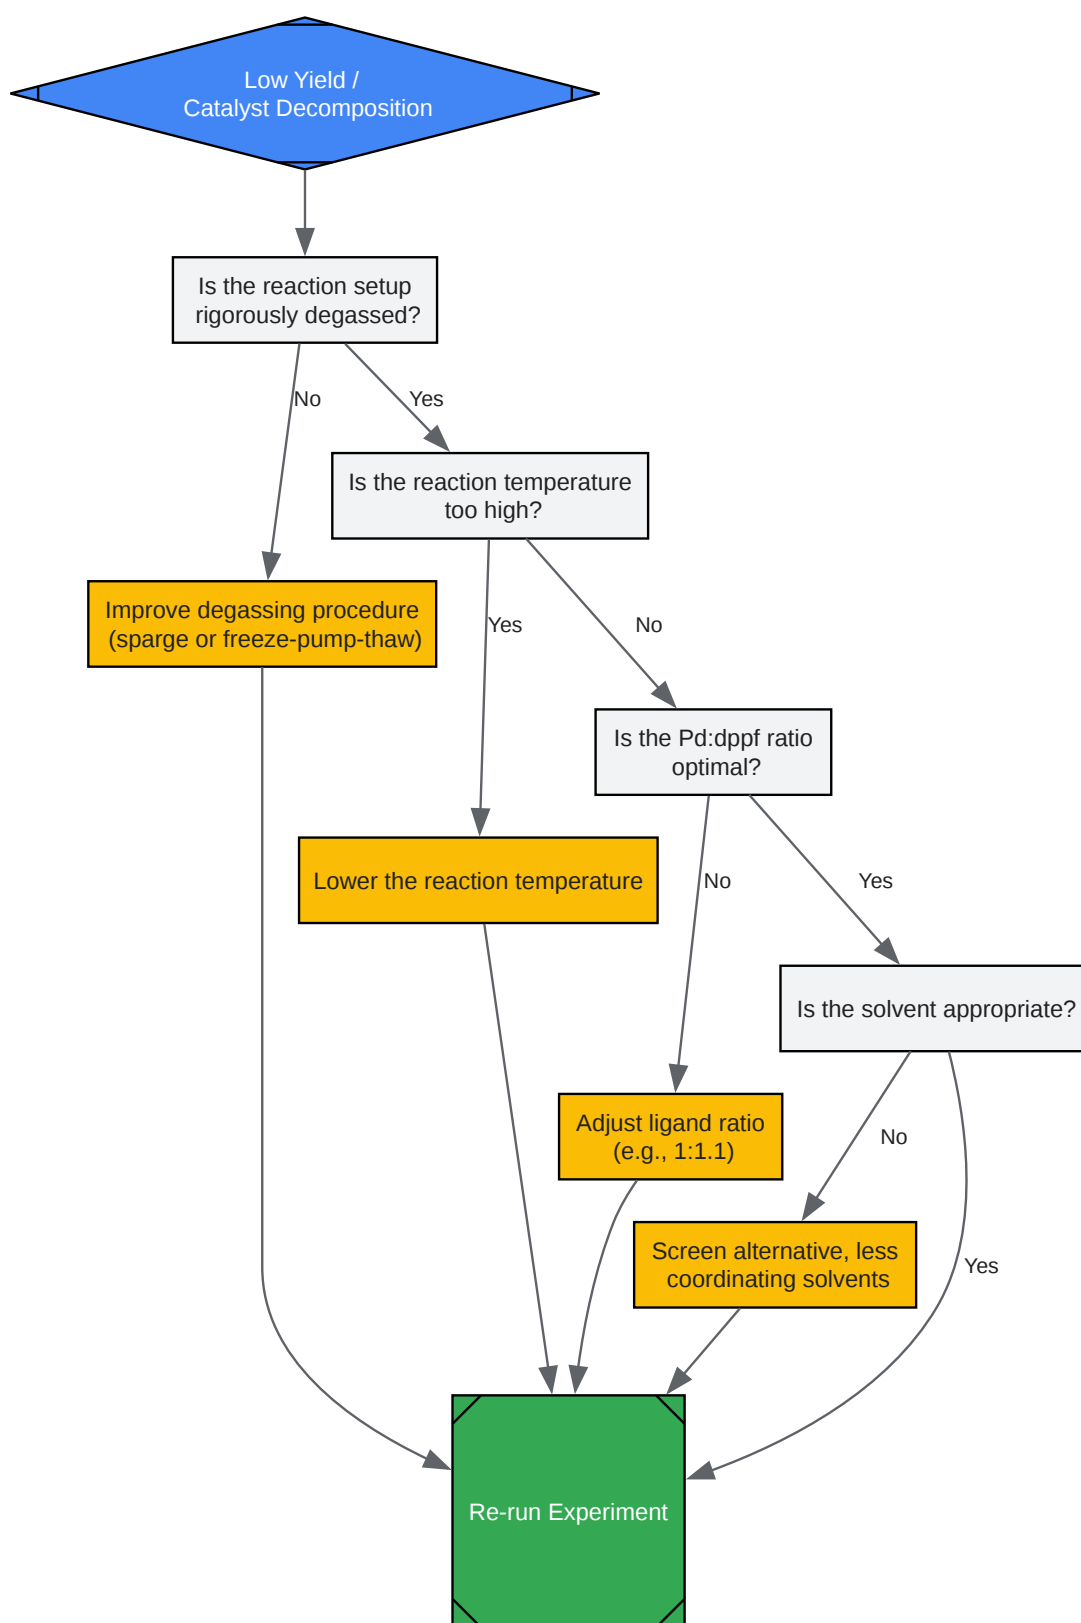 Low Yield /
Catalyst Decomposition
Is the reaction setup
rigorously degassed?
No
Yes
Is the reaction temperature
too high?
Improve degassing procedure
(sparge or freeze-pump-thaw)
Yes
No
Is the Pd:dppf ratio
optimal?
Lower the reaction temperature
No
Yes
Is the solvent appropriate?
Adjust ligand ratio
(e.g., 1:1.1)
No
Screen alternative, less
coordinating solvents
Yes
Re-run Experiment